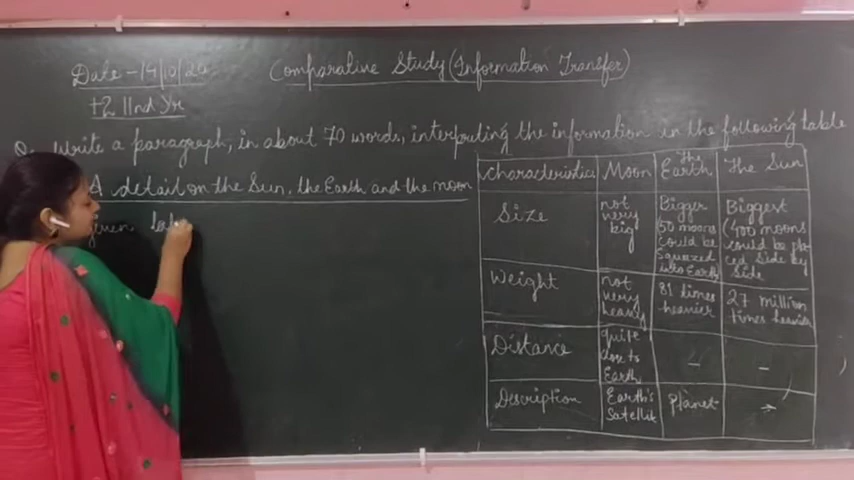 Date - 14/10/20
Comparative Study (Information Transfer)
+2 IInd Yr
Write a paragraph, in about 70 words, interpreting the information in the following table
A detail on the Sun, the Earth and the moon
given
Characteristics Moon The Earth The Sun
Size not very big Bigger (50 moons could be squeezed into Earth) Biggest (400 moons could be placed side by side
Weight not very heavy 81 times heavier 27 million times heavier
Distance quite close to Earth - -
Description Earth's Satellite planet